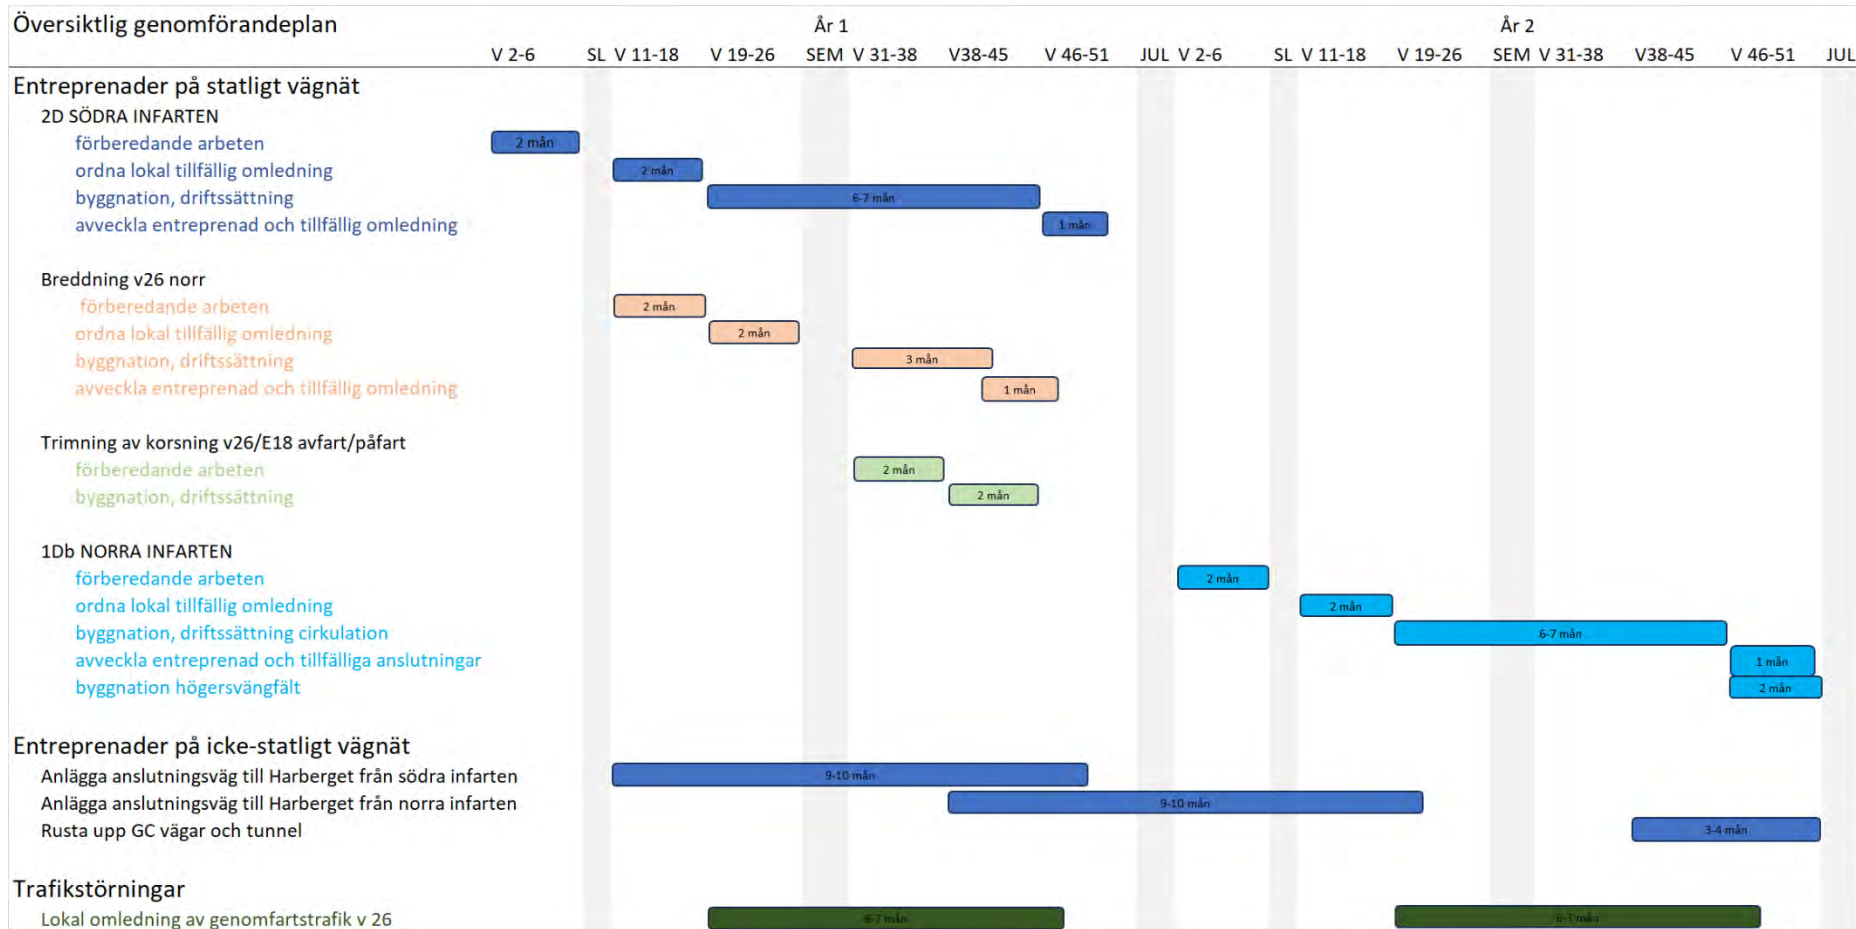 Översiktlig genomförandeplan År 1 År 2
V 2-6 SL V 11-18 V 19-26 SEM V 31-38 V38-45 V 46-51 JUL V 2-6 SL V 11-18 V 19-26 SEM V 31-38 V38-45 V 46-51 JUL
Entreprenader på statligt vägnät
2D SÖDRA INFARTEN
förberedande arbeten 2 mån
ordna lokal tillfällig omledning 2 mån
byggnation, driftssättning 6-7 mån
avveckla entreprenad och tillfällig omledning 1 mån
Breddning v26 norr
förberedande arbeten 2 mån
ordna lokal tillfällig omledning 2 mån
byggnation, driftssättning 3 mån
avveckla entreprenad och tillfällig omledning 1 mån
Trimning av korsning v26/E18 avfart/påfart
förberedande arbeten 2 mån
byggnation, driftssättning 2 mån
1Db NORRA INFARTEN
förberedande arbeten 2 mån
ordna lokal tillfällig omledning 2 mån
byggnation, driftssättning cirkulation 6-7 mån
avveckla entreprenad och tillfälliga anslutningar 1 mån
byggnation högersvängfält 2 mån
Entreprenader på icke-statligt vägnät
Anlägga anslutningsväg till Harberget från södra infarten 9-10 mån
Anlägga anslutningsväg till Harberget från norra infarten 9-10 mån
Rusta upp GC vägar och tunnel 3-4 mån
Trafikstörningar
Lokal omledning av genomfartstrafik v 26 6-7 mån 6-7 mån